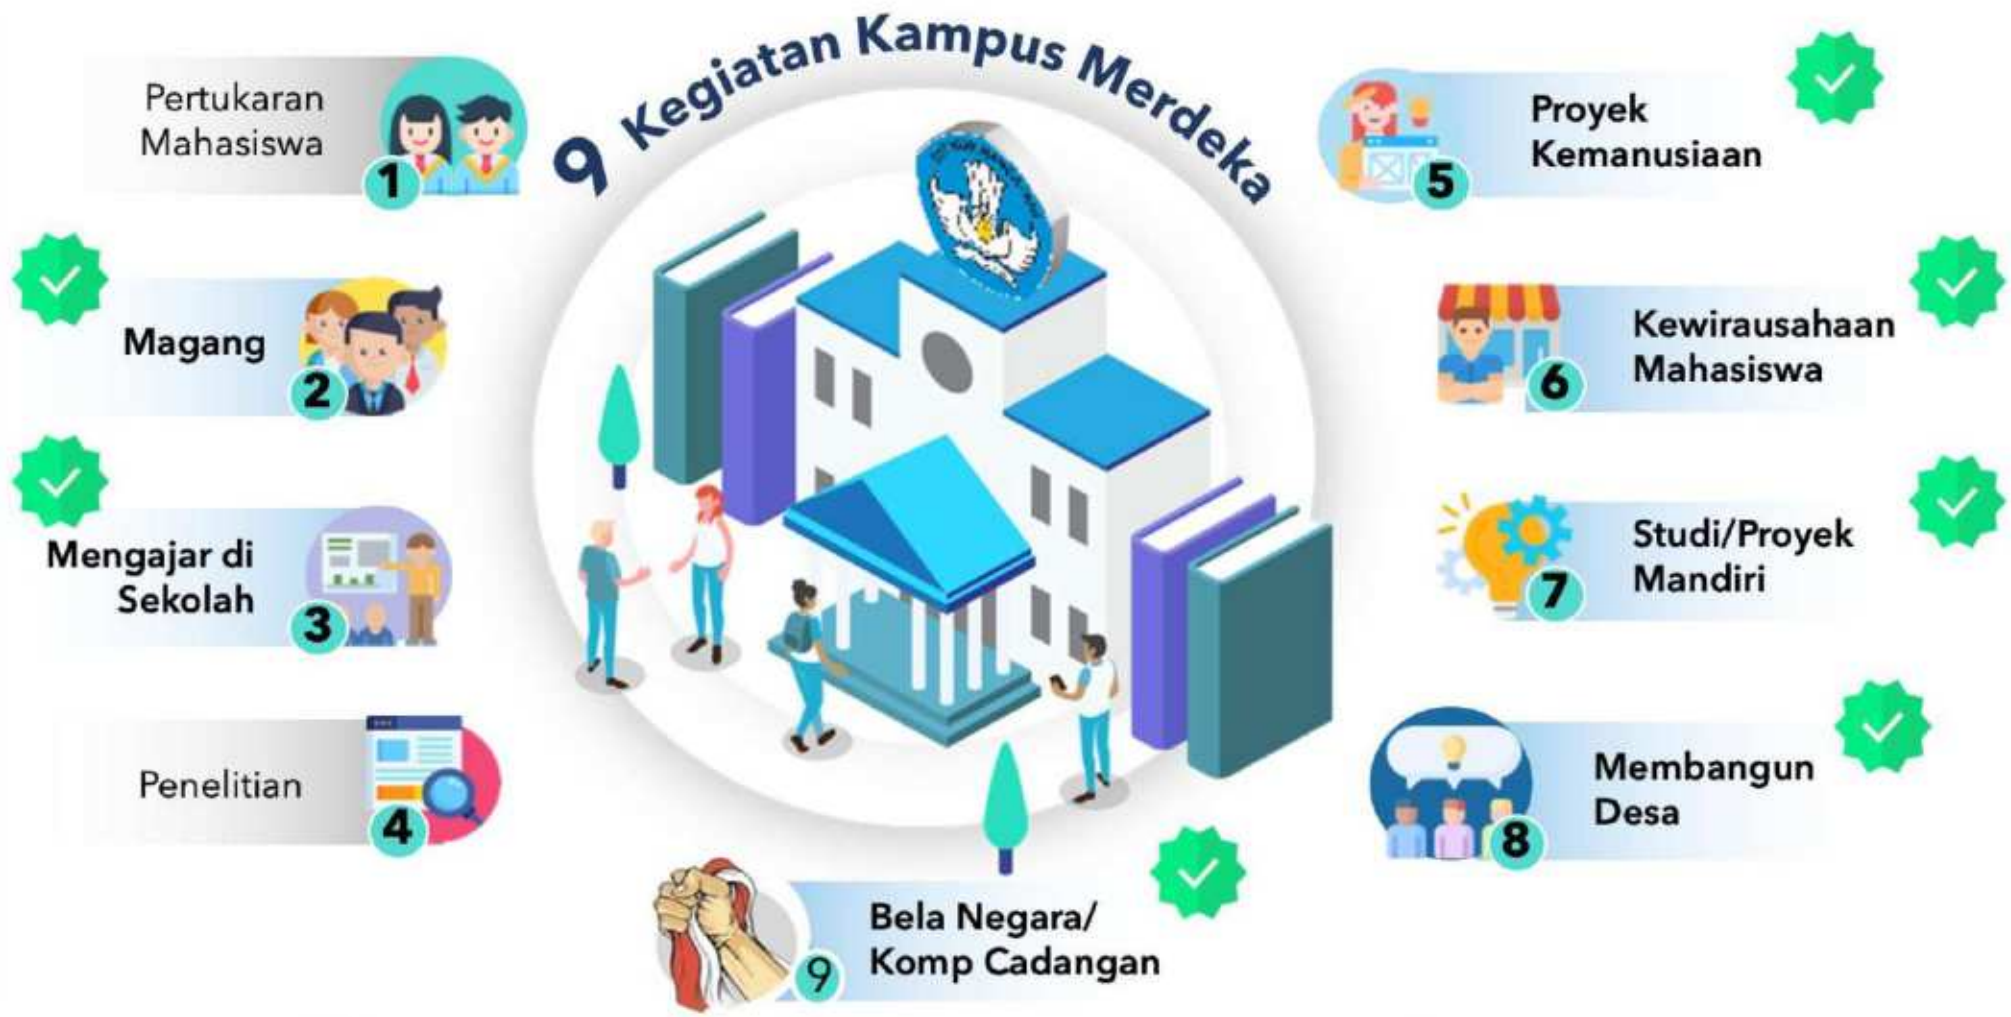 9 Kegiatan Kampus Merdeka
Pertukaran
Mahasiswa
1
Magang
2
Mengajar di
Sekolah
3
Penelitian
4
Proyek
Kemanusiaan
5
Kewirausahaan
Mahasiswa
6
Studi/Proyek
Mandiri
7
Membangun
Desa
8
Bela Negara/
Komp Cadangan
9